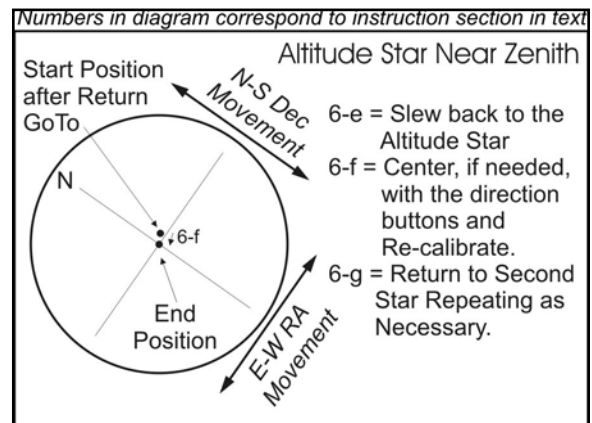 Numbers in diagram correspond to instruction section in text
Altitude Star Near Zenith
Start Position
after Return
GoTo
N-S Dec
Movement
N
6-f
End
Position
E-W RA
Movement
6-e = Slew back to the
Altitude Star
6-f = Center, if needed,
with the direction
buttons and
Re-calibrate.
6-g = Return to Second
Star Repeating as
Necessary.